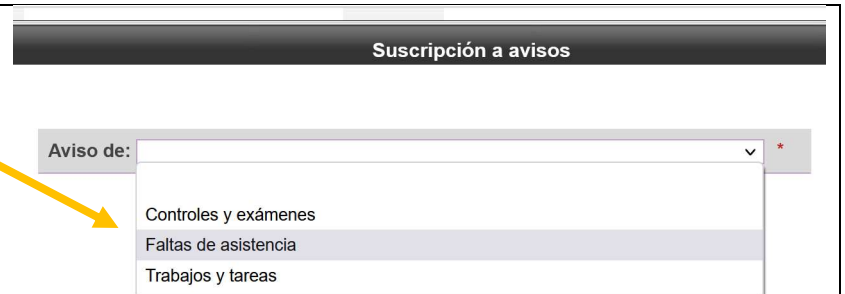 Suscripción a avisos
Aviso de: *
Controles y exámenes
Faltas de asistencia
Trabajos y tareas